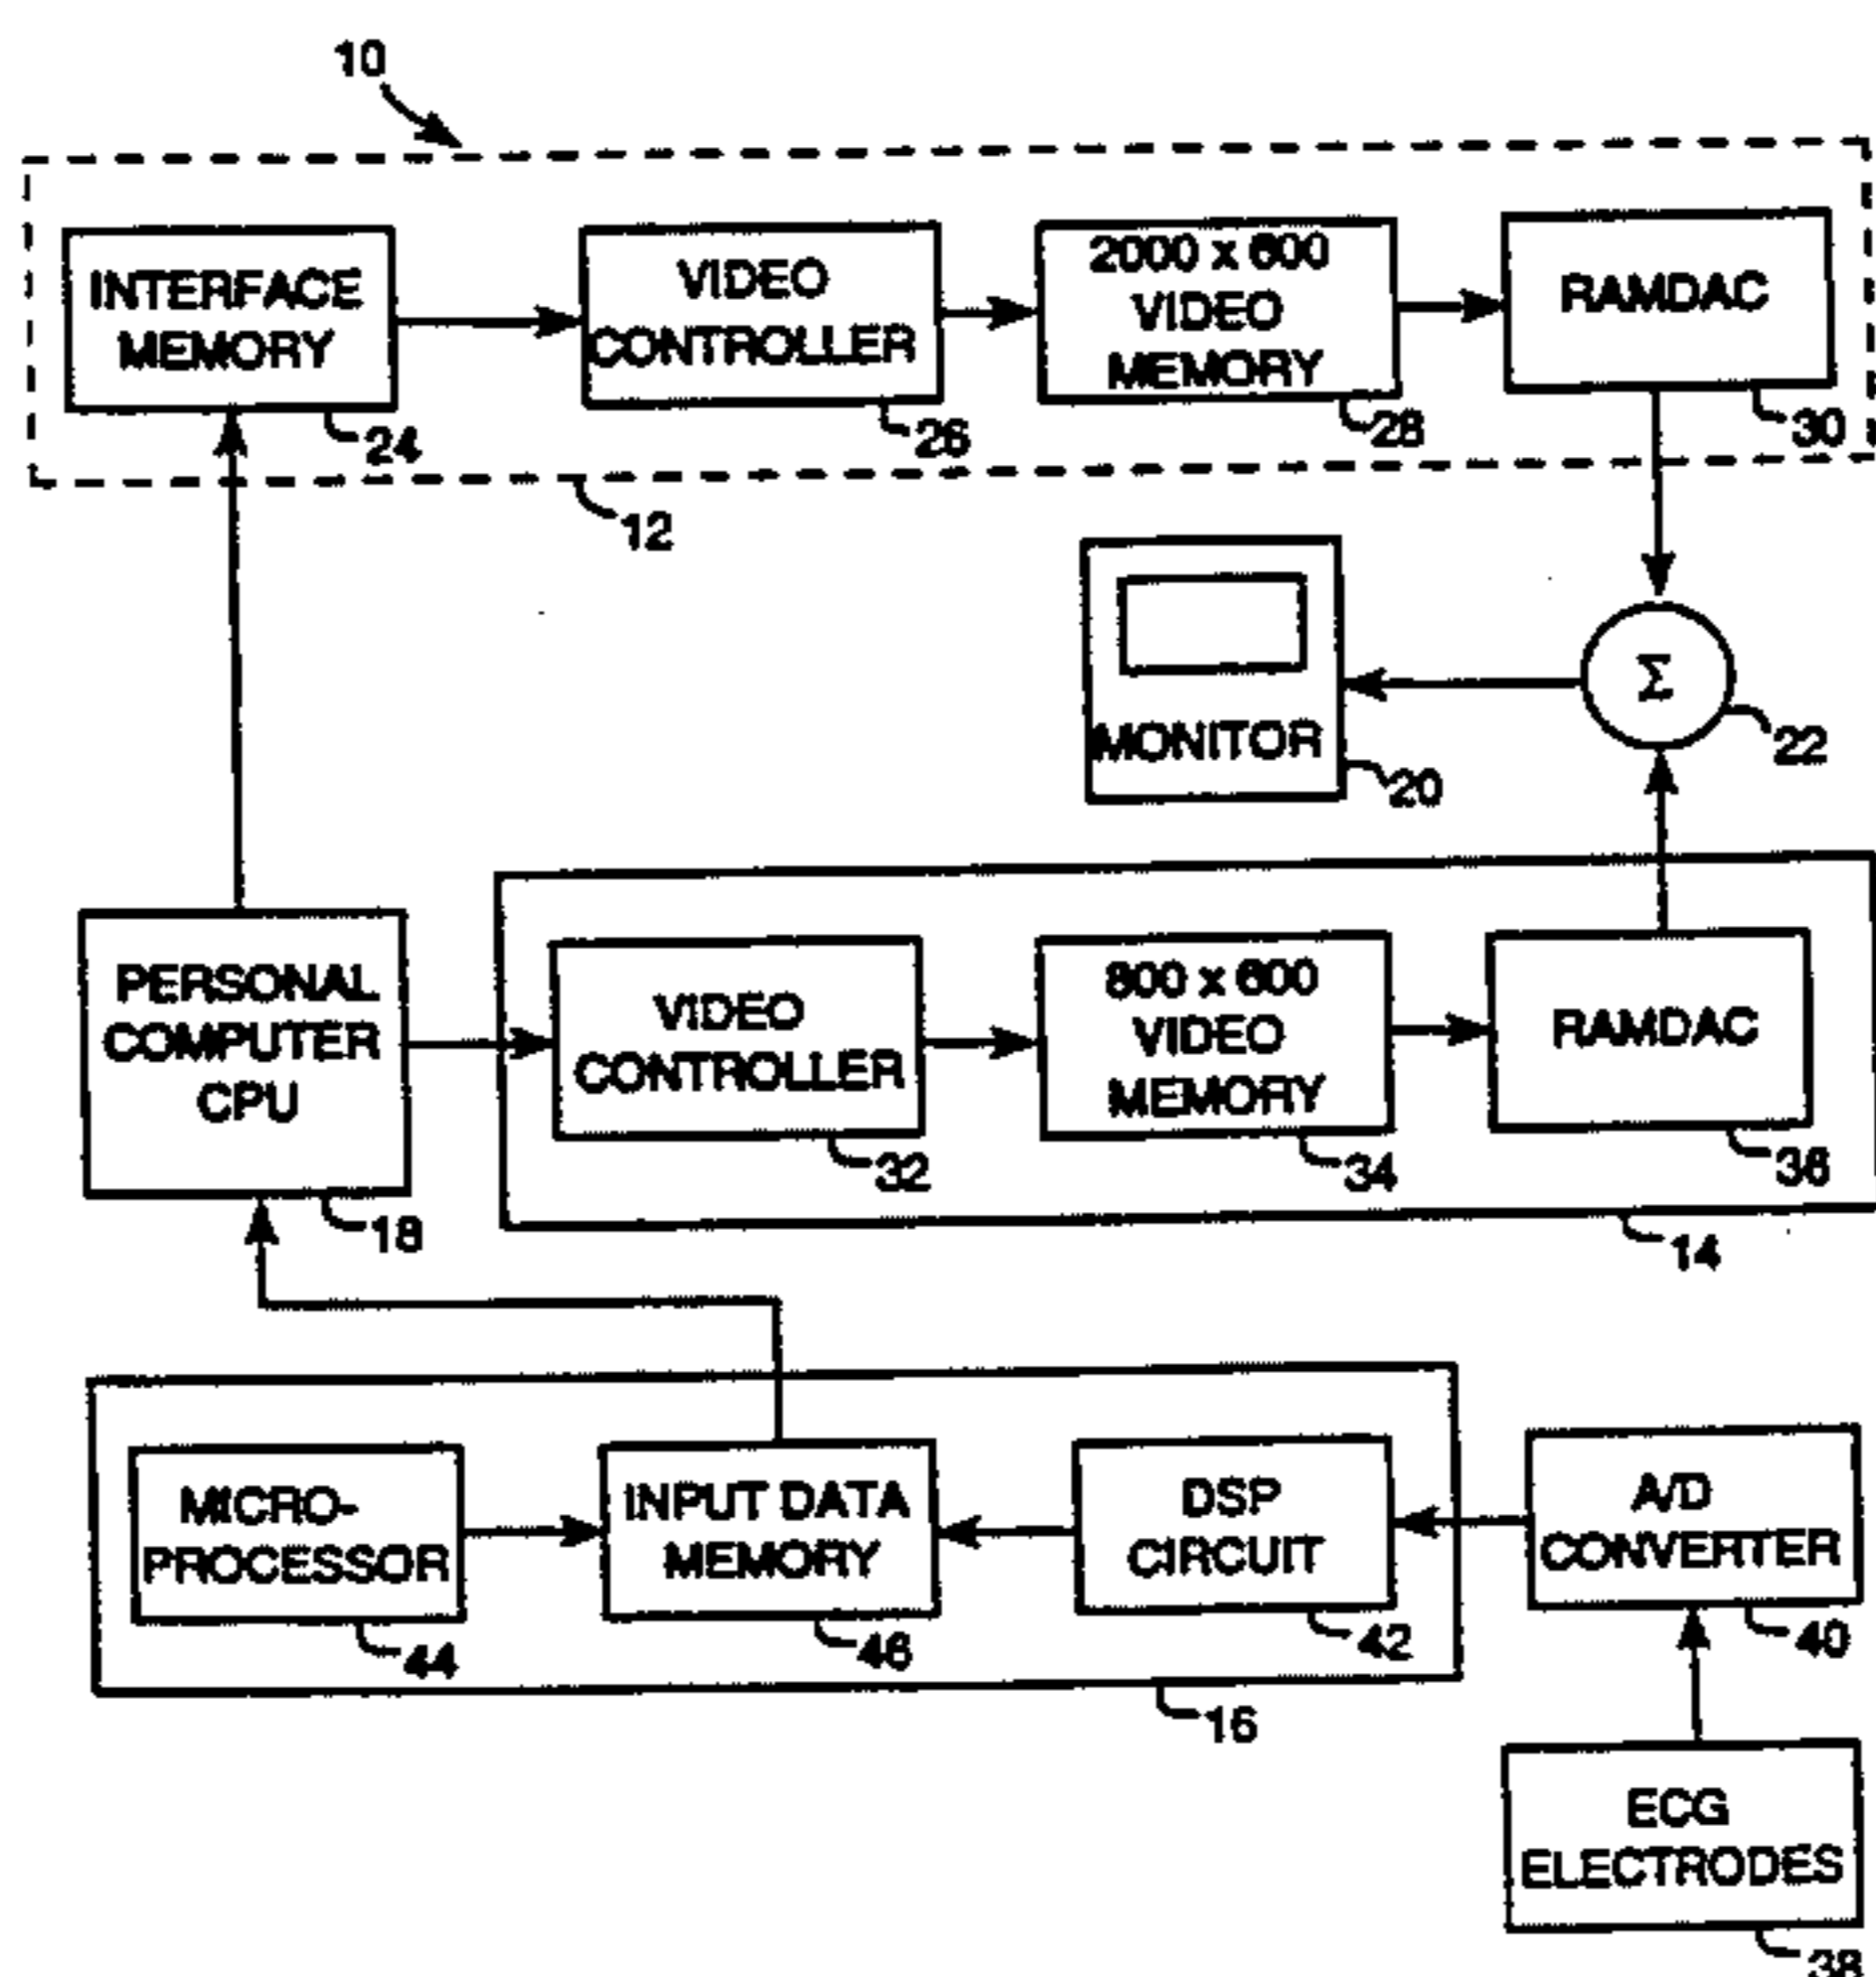 10
INTERFACE
MEMORY
24
VIDEO
CONTROLLER
26
2000 x 600
VIDEO
MEMORY
28
RAMDAC
30
12
MONITOR
20
Σ
22
PERSONAL
COMPUTER
CPU
18
VIDEO
CONTROLLER
32
800 x 600
VIDEO
MEMORY
34
RAMDAC
36
14
MICRO-
PROCESSOR
44
INPUT DATA
MEMORY
46
DSP
CIRCUIT
42
A/D
CONVERTER
40
16
ECG
ELECTRODES
38